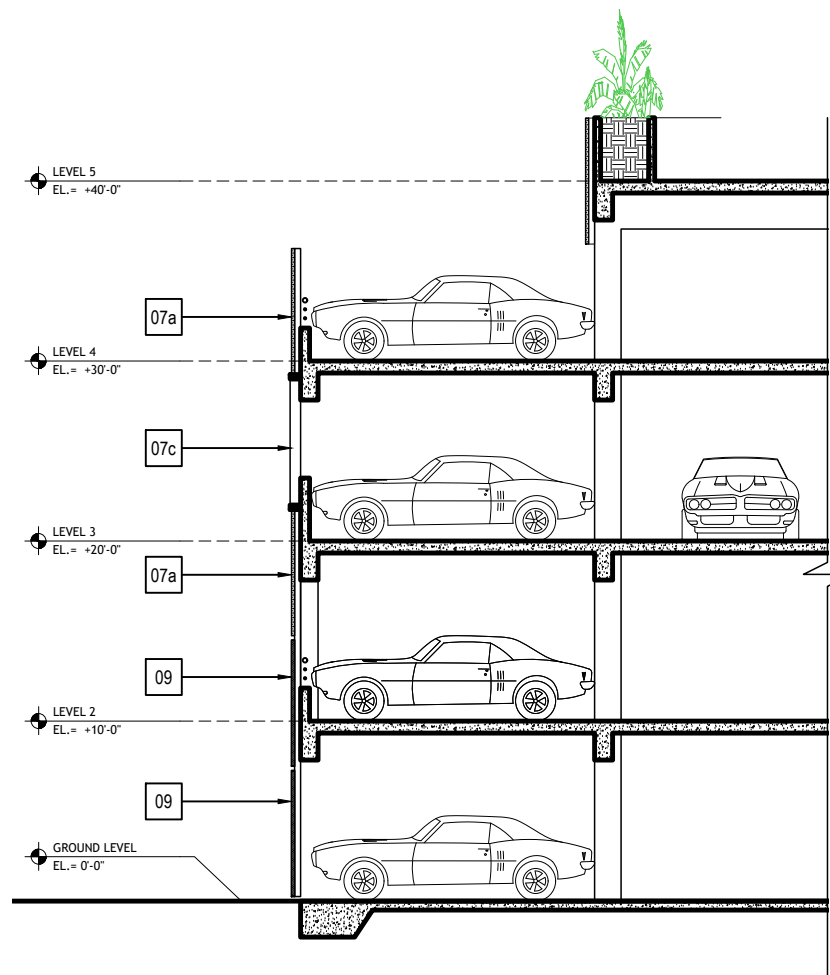 LEVEL 5
EL.= +40'-0"
07a
LEVEL 4
EL.= +30'-0"
07c
LEVEL 3
EL.= +20'-0"
07a
09
LEVEL 2
EL.= +10'-0"
09
GROUND LEVEL
EL.= 0'-0"